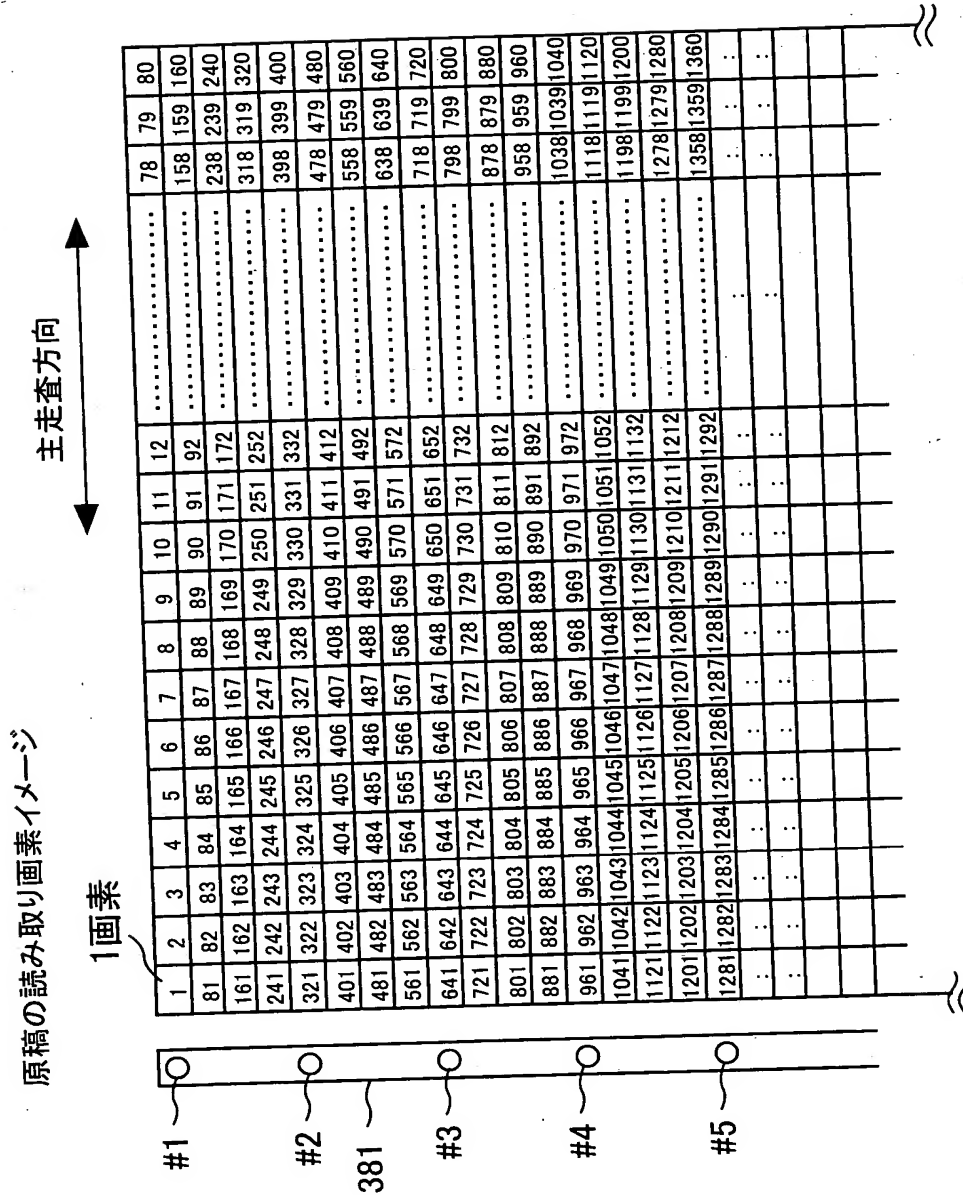 原稿の読み取り画素イメージ
1画素
主走査方向
1 2 3 4 5 6 7 8 9 10 11 12 ………… 78 79 80
81 82 83 84 85 86 87 88 89 90 91 92 ………… 158 159 160
161 162 163 164 165 166 167 168 169 170 171 172 ………… 238 239 240
241 242 243 244 245 246 247 248 249 250 251 252 ………… 318 319 320
321 322 323 324 325 326 327 328 329 330 331 332 ………… 398 399 400
401 402 403 404 405 406 407 408 409 410 411 412 ………… 478 479 480
481 482 483 484 485 486 487 488 489 490 491 492 ………… 558 559 560
561 562 563 564 565 566 567 568 569 570 571 572 ………… 638 639 640
641 642 643 644 645 646 647 648 649 650 651 652 ………… 718 719 720
721 722 723 724 725 726 727 728 729 730 731 732 ………… 798 799 800
801 802 803 804 805 806 807 808 809 810 811 812 ………… 878 879 880
881 882 883 884 885 886 887 888 889 890 891 892 ………… 958 959 960
961 962 963 964 965 966 967 968 969 970 971 972 ………… 1038 1039 1040
1041 1042 1043 1044 1045 1046 1047 1048 1049 1050 1051 1052 ………… 1118 1119 1120
1121 1122 1123 1124 1125 1126 1127 1128 1129 1130 1131 1132 ………… 1198 1199 1200
1201 1202 1203 1204 1205 1206 1207 1208 1209 1210 1211 1212 ………… 1278 1279 1280
1281 1282 1283 1284 1285 1286 1287 1288 1289 1290 1291 1292 ………… 1358 1359 1360
#1
#2
381
#3
#4
#5